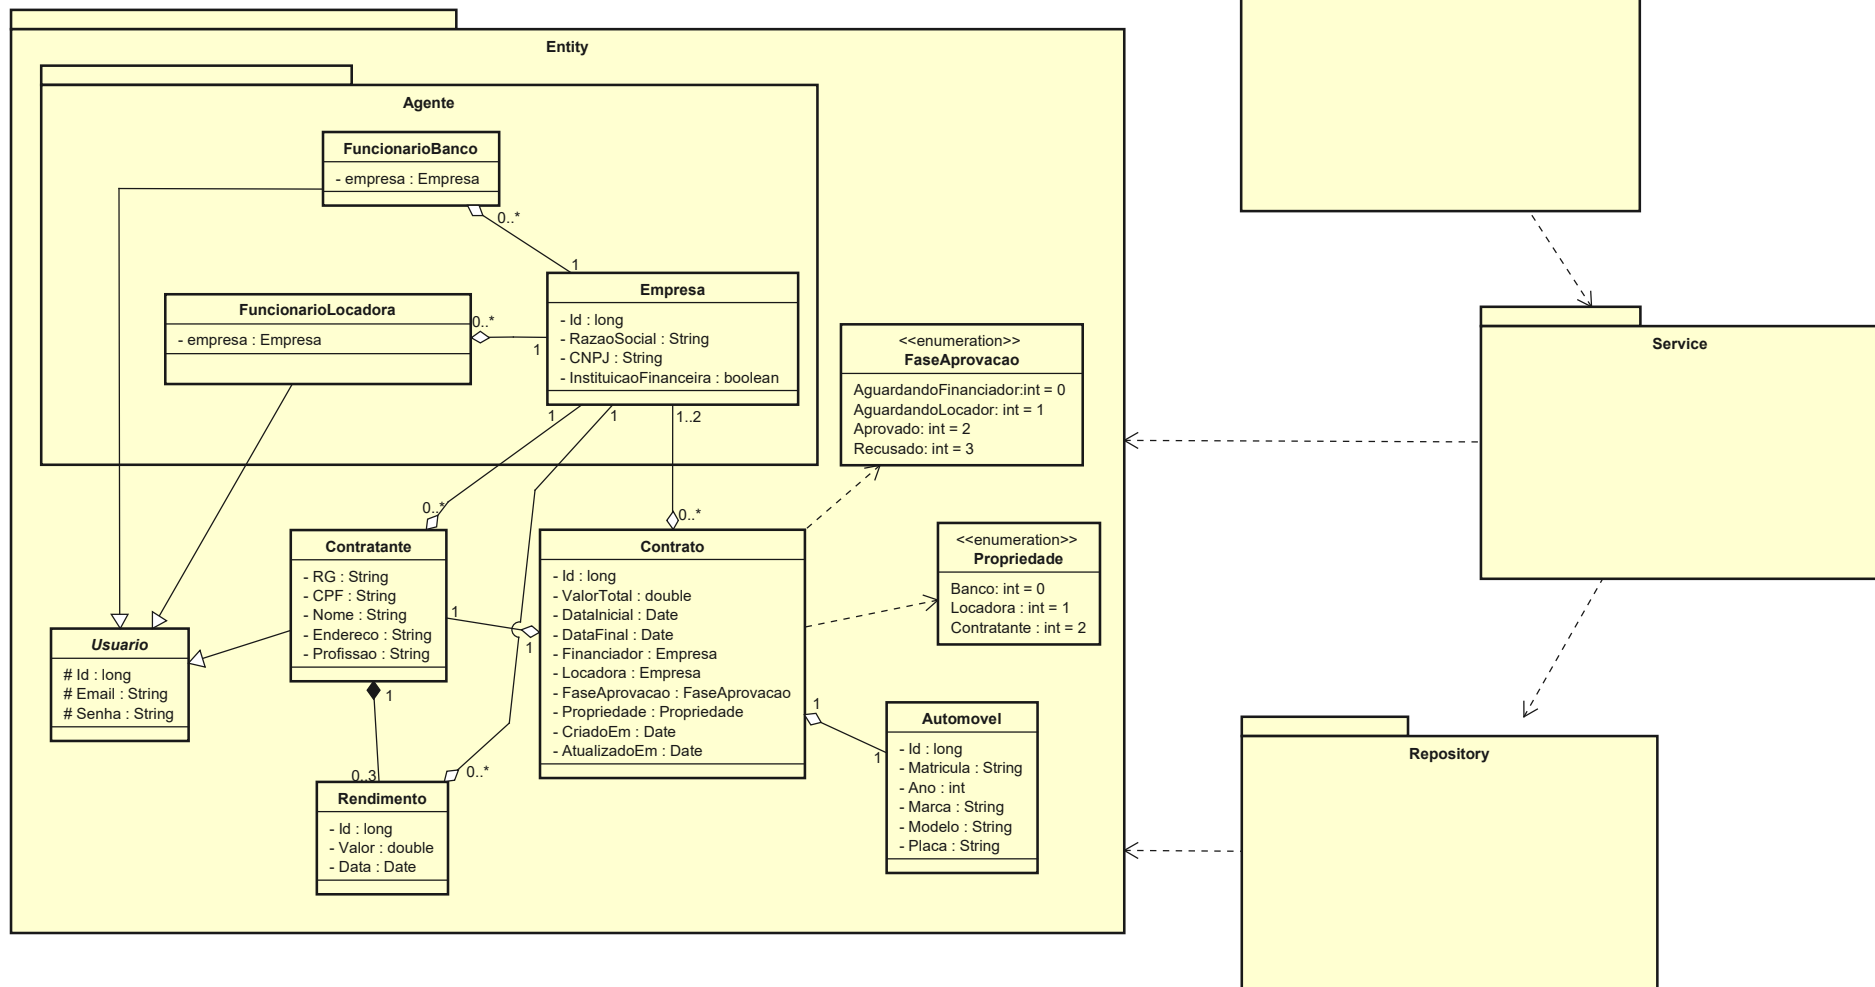 Entity
Agente
FuncionarioBanco
- empresa : Empresa
0..*
1
FuncionarioLocadora
- empresa : Empresa
0..*
1
Empresa
- Id : long
- RazaoSocial : String
- CNPJ : String
- InstituicaoFinanceira : boolean
1
1
1..2
<<enumeration>>
FaseAprovacao
AguardandoFinanciador:int = 0
AguardandoLocador: int = 1
Aprovado: int = 2
Recusado: int = 3
Service
0..*
0..*
Contratante
- RG : String
- CPF : String
- Nome : String
- Endereco : String
- Profissao : String
1
1
1
Contrato
- Id : long
- ValorTotal : double
- DataInicial : Date
- DataFinal : Date
- Financiador : Empresa
- Locadora : Empresa
- FaseAprovacao : FaseAprovacao
- Propriedade : Propriedade
- CriadoEm : Date
- AtualizadoEm : Date
<<enumeration>>
Propriedade
Banco: int = 0
Locadora : int = 1
Contratante : int = 2
Usuario
# Id : long
# Email : String
# Senha : String
1
1
Automovel
- Id : long
- Matricula : String
- Ano : int
- Marca : String
- Modelo : String
- Placa : String
Repository
0..3
0..*
Rendimento
- Id : long
- Valor : double
- Data : Date